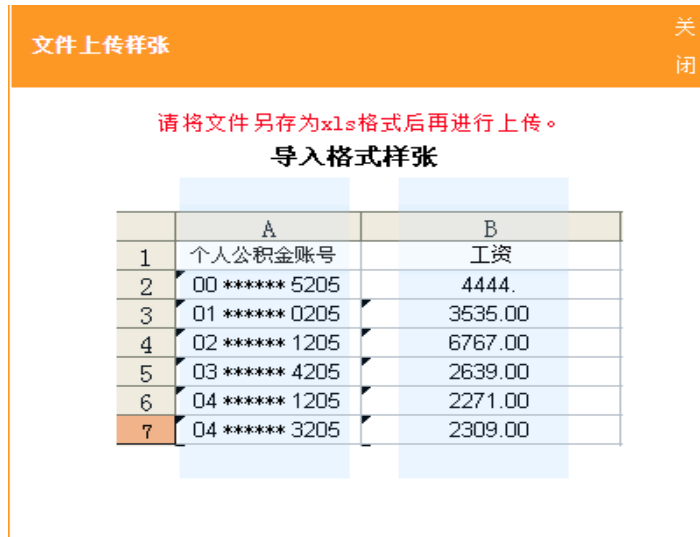 文件上传样张
关
闭
请将文件另存为xls格式后再进行上传。
导入格式样张
A B
1 个人公积金账号 工资
2 00 ****** 5205 4444.
3 01 ****** 0205 3535.00
4 02 ****** 1205 6767.00
5 03 ****** 4205 2639.00
6 04 ****** 1205 2271.00
7 04 ****** 3205 2309.00